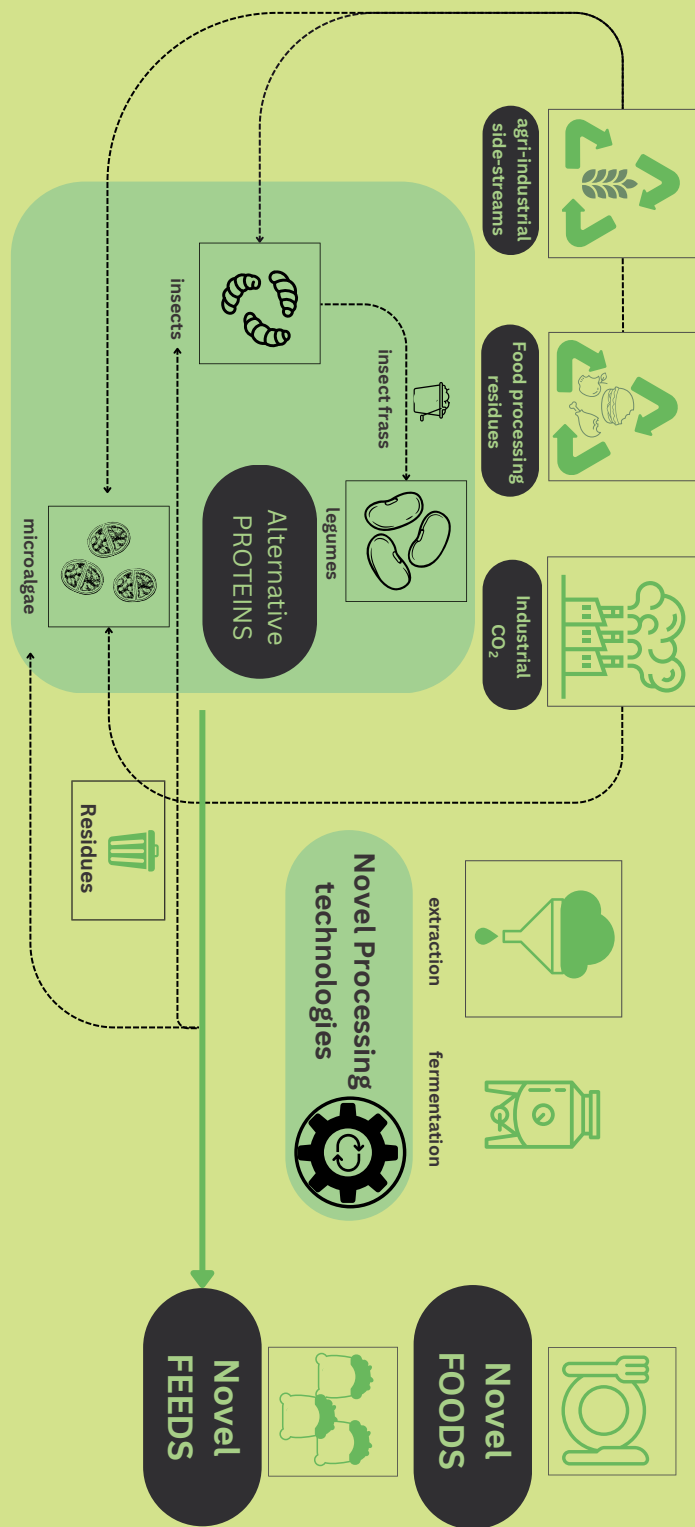 agri-industrial
side-streams
Food processing
residues
Industrial
CO₂
insect frass
legumes
insects
Alternative
PROTEINS
microalgae
Residues
extraction
fermentation
Novel Processing
technologies
Novel
FOODS
Novel
FEEDS